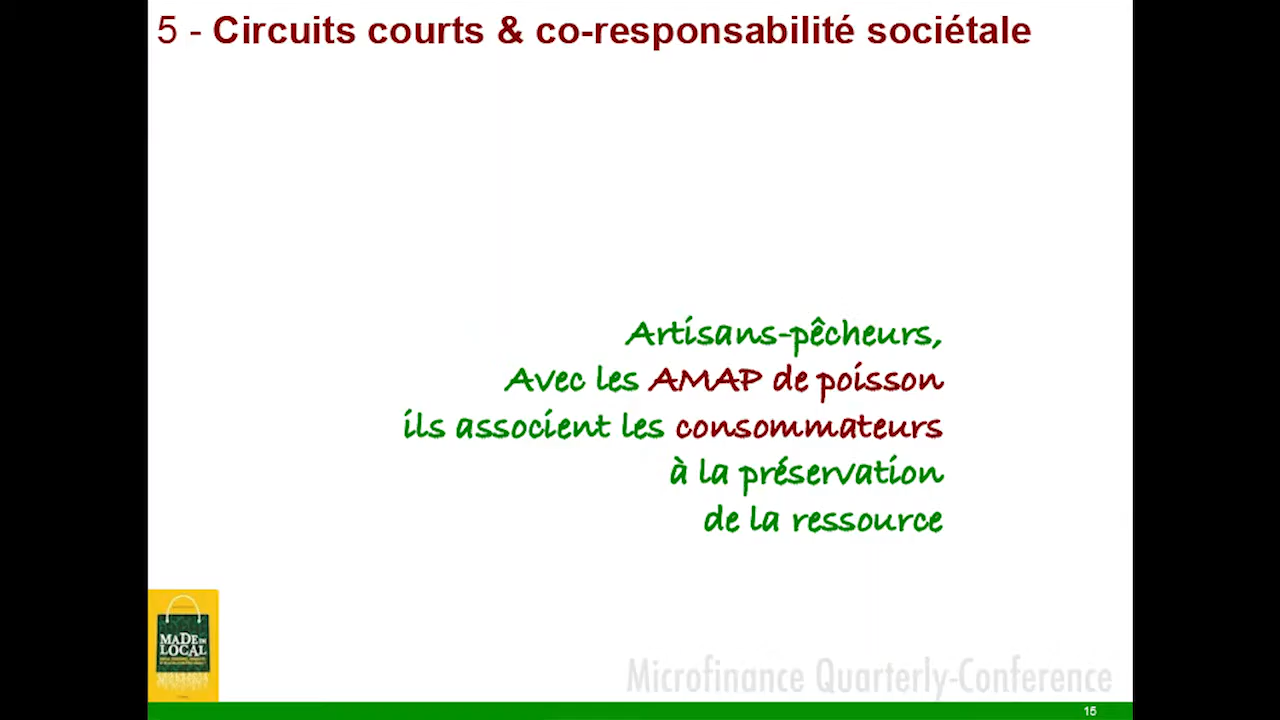 5 - Circuits courts & co-responsabilité sociétale
Artisans-pêcheurs,
Avec les AMAP de poisson
ils associent les consommateurs
à la préservation
de la ressource
MADE IN
LOCAL
Microfinance Quarterly-Conference
15